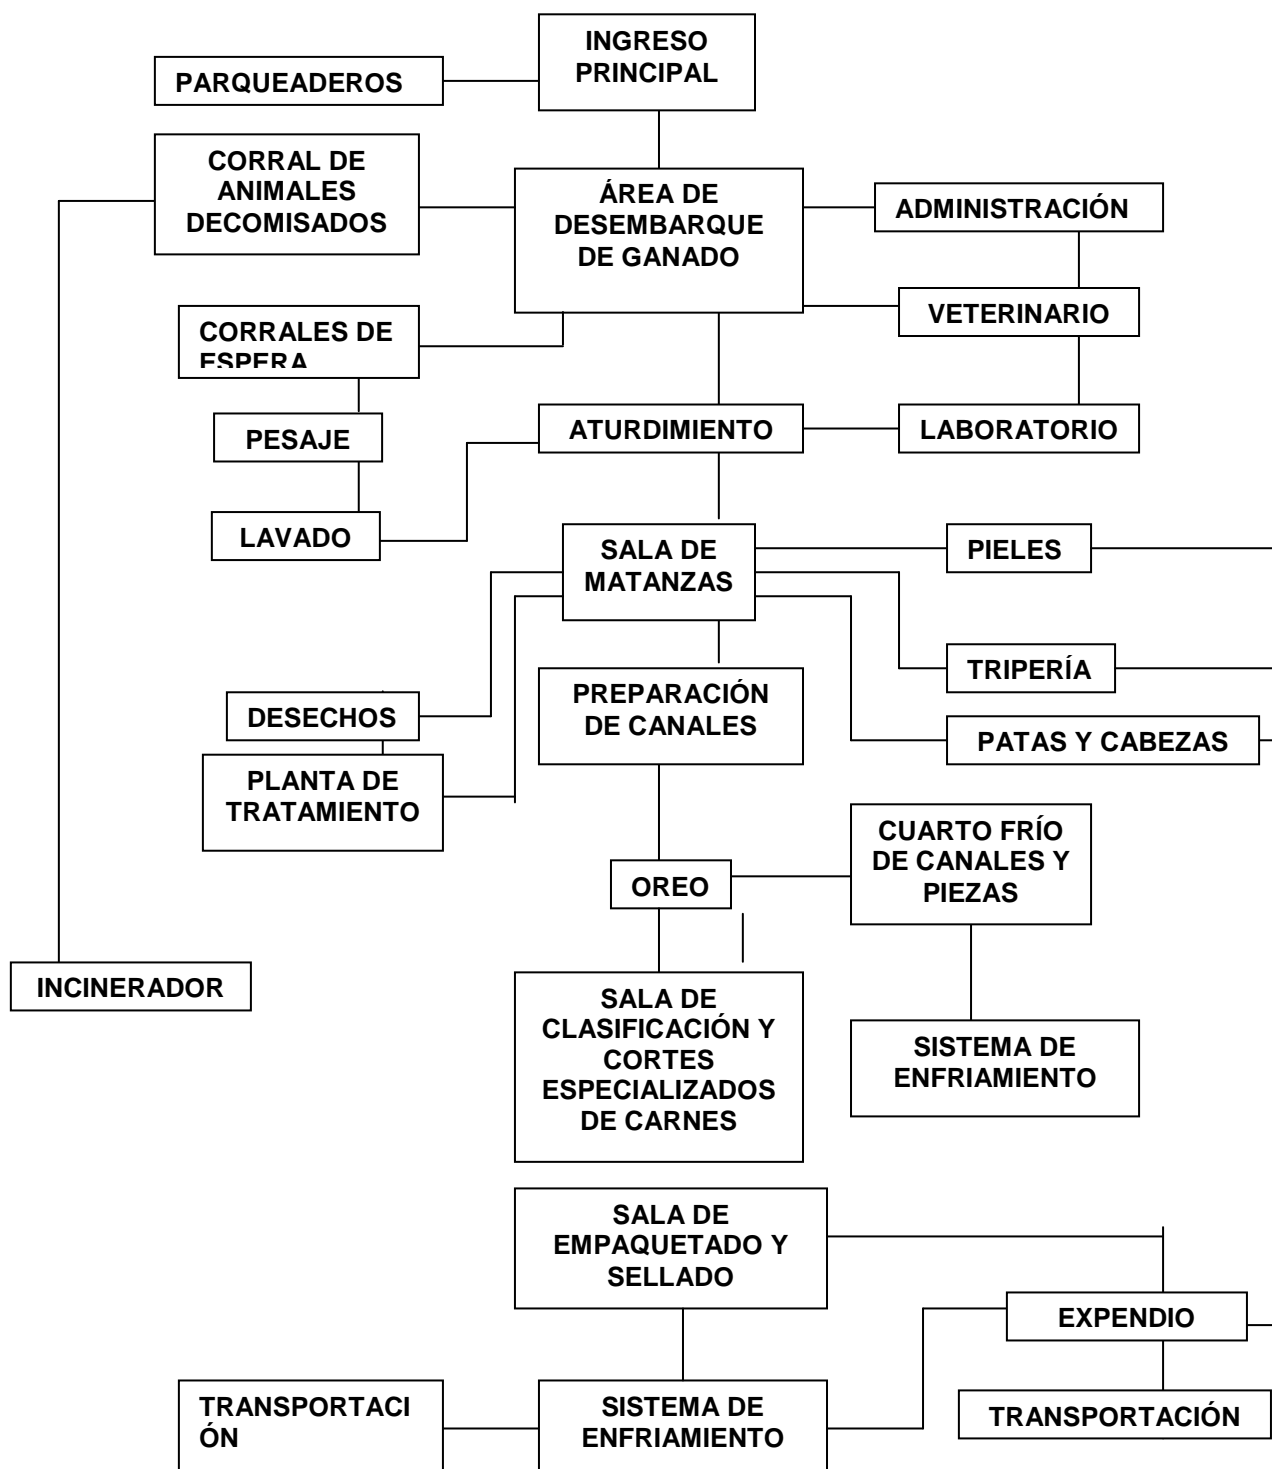 INGRESO
PRINCIPAL
PARQUEADEROS
CORRAL DE
ANIMALES
DECOMISADOS
ÁREA DE
DESEMBARQUE
DE GANADO
ADMINISTRACIÓN
VETERINARIO
CORRALES DE
ESPERA
PESAJE
ATURDIMIENTO
LABORATORIO
LAVADO
SALA DE
MATANZAS
PIELES
TRIPERÍA
PREPARACIÓN
DE CANALES
DESECHOS
PATAS Y CABEZAS
PLANTA DE
TRATAMIENTO
CUARTO FRÍO
DE CANALES Y
PIEZAS
OREO
INCINERADOR
SALA DE
CLASIFICACIÓN Y
CORTES
ESPECIALIZADOS
DE CARNES
SISTEMA DE
ENFRIAMIENTO
SALA DE
EMPAQUETADO Y
SELLADO
EXPENDIO
TRANSPORTACI
ÓN
SISTEMA DE
ENFRIAMIENTO
TRANSPORTACIÓN